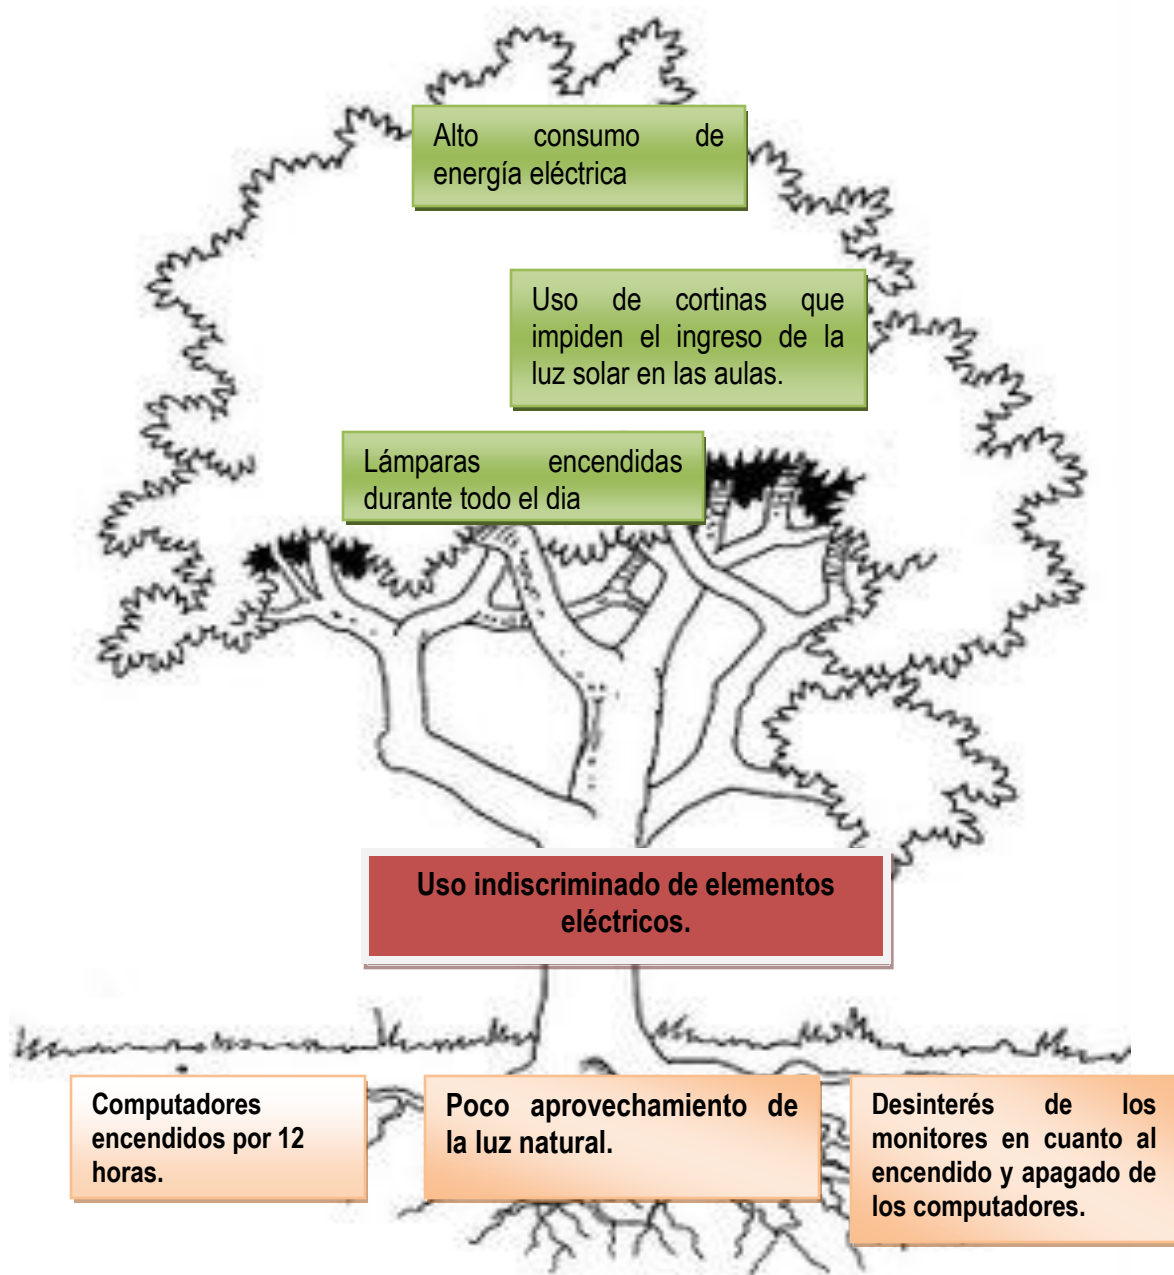 Alto consumo de
energía eléctrica
Uso de cortinas que
impiden el ingreso de la
luz solar en las aulas.
Lámparas encendidas
durante todo el dia
Uso indiscriminado de elementos
eléctricos.
Computadores
encendidos por 12
horas.
Poco aprovechamiento de
la luz natural.
Desinterés de los
monitores en cuanto al
encendido y apagado de
los computadores.